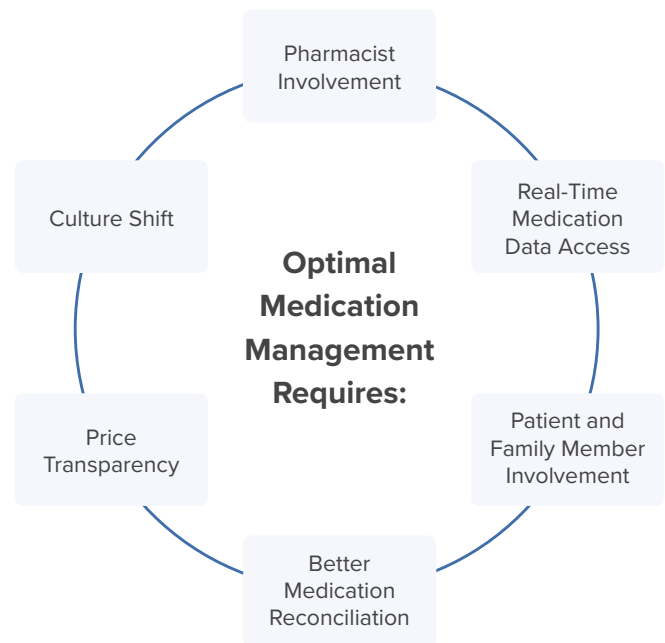 Pharmacist
Involvement
Real-Time
Medication
Data Access
Patient and
Family Member
Involvement
Better
Medication
Reconciliation
Price
Transparency
Culture Shift
Optimal
Medication
Management
Requires: